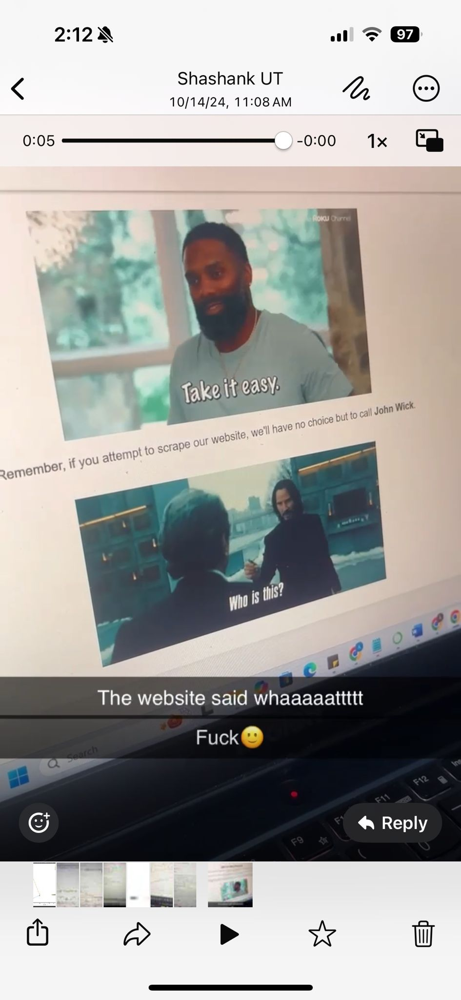 2:12
97
Shashank UT
10/14/24, 11:08 AM
0:05
-0:00
1x
ROKU Channel
Take it easy.
Remember, if you attempt to scrape our website, we'll have no choice but to call John Wick.
Who is this?
The website said whaaaaattttt
Fuck🙂
Search
F12
F11
F9
Reply